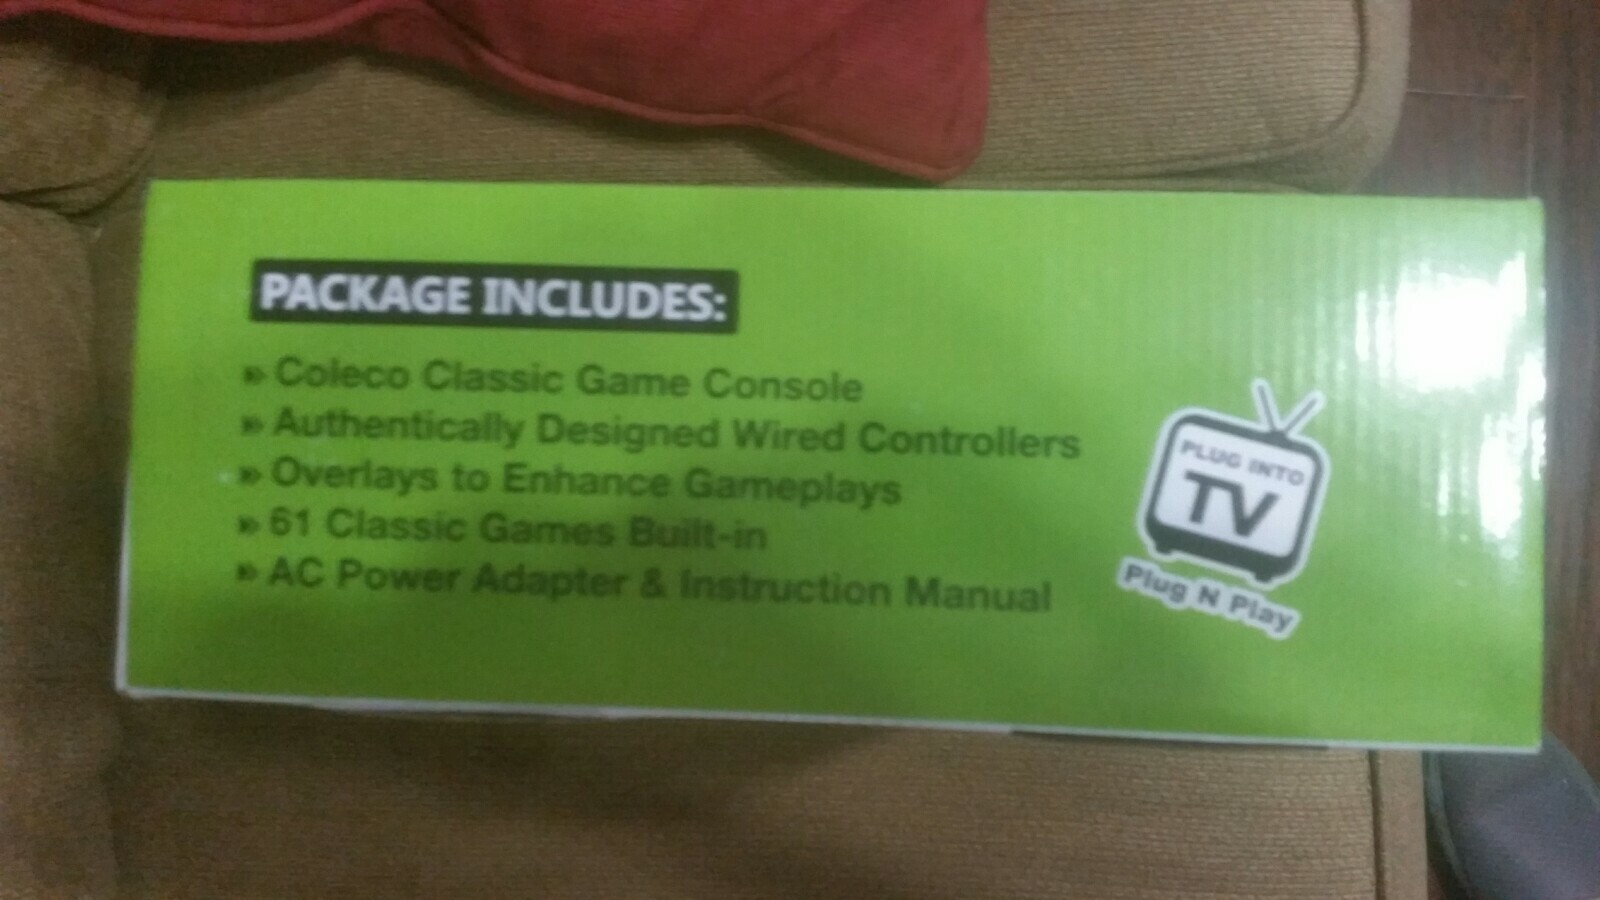 PACKAGE INCLUDES:
» Coleco Classic Game Console
» Authentically Designed Wired Controllers
» Overlays to Enhance Gameplays
» 61 Classic Games Built-in
» AC Power Adapter & Instruction Manual
PLUG INTO
TV
Plug N Play